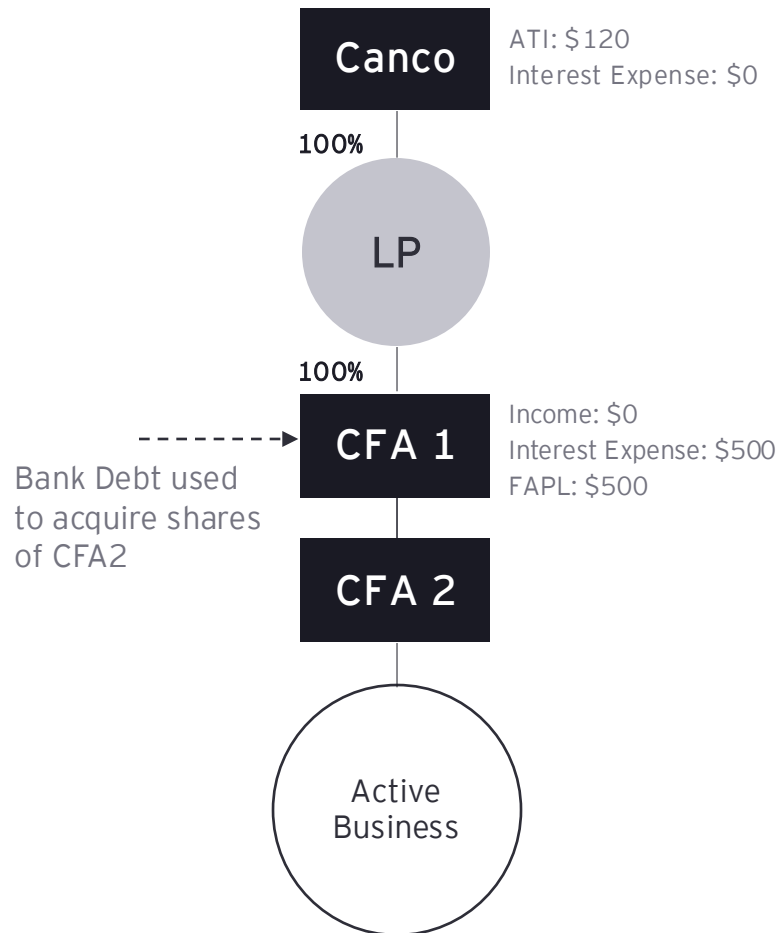 Canco
ATI: $120
Interest Expense: $0
100%
LP
100%
CFA 1
Income: $0
Interest Expense: $500
FAPL: $500
Bank Debt used
to acquire shares
of CFA2
CFA 2
Active
Business